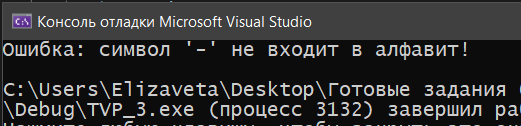 Консоль отладки Microsoft Visual Studio
Ошибка: символ '-' не входит в алфавит!
C:\Users\Elizaveta\Desktop\Готовые задания
\Debug\TVP_3.exe (процесс 3132) завершил